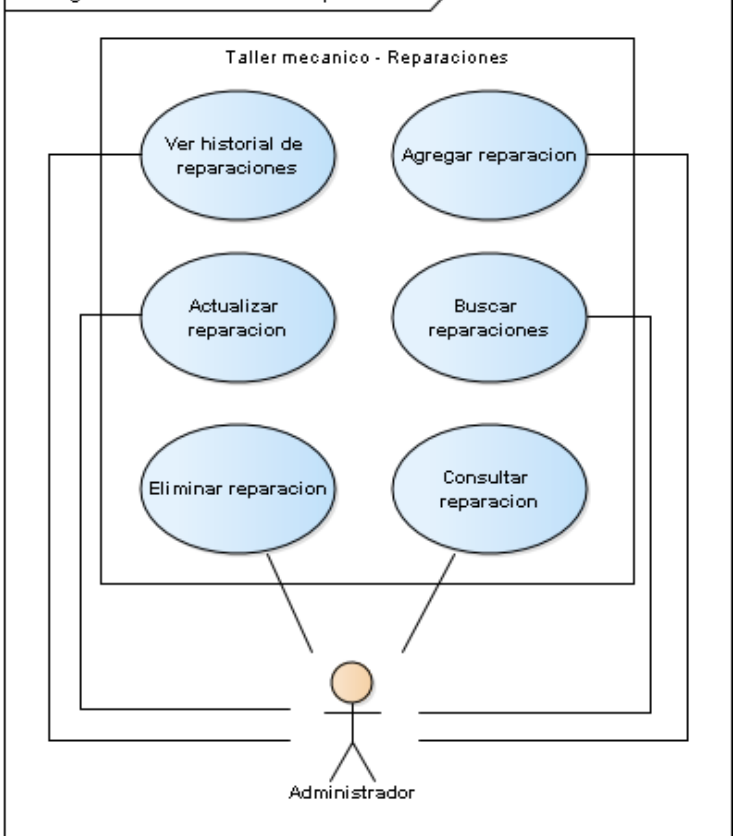 Taller mecanico - Reparaciones
Ver historial de
reparaciones
Agregar reparacion
Actualizar
reparacion
Buscar
reparaciones
Eliminar reparacion
Consultar
reparacion
Administrador